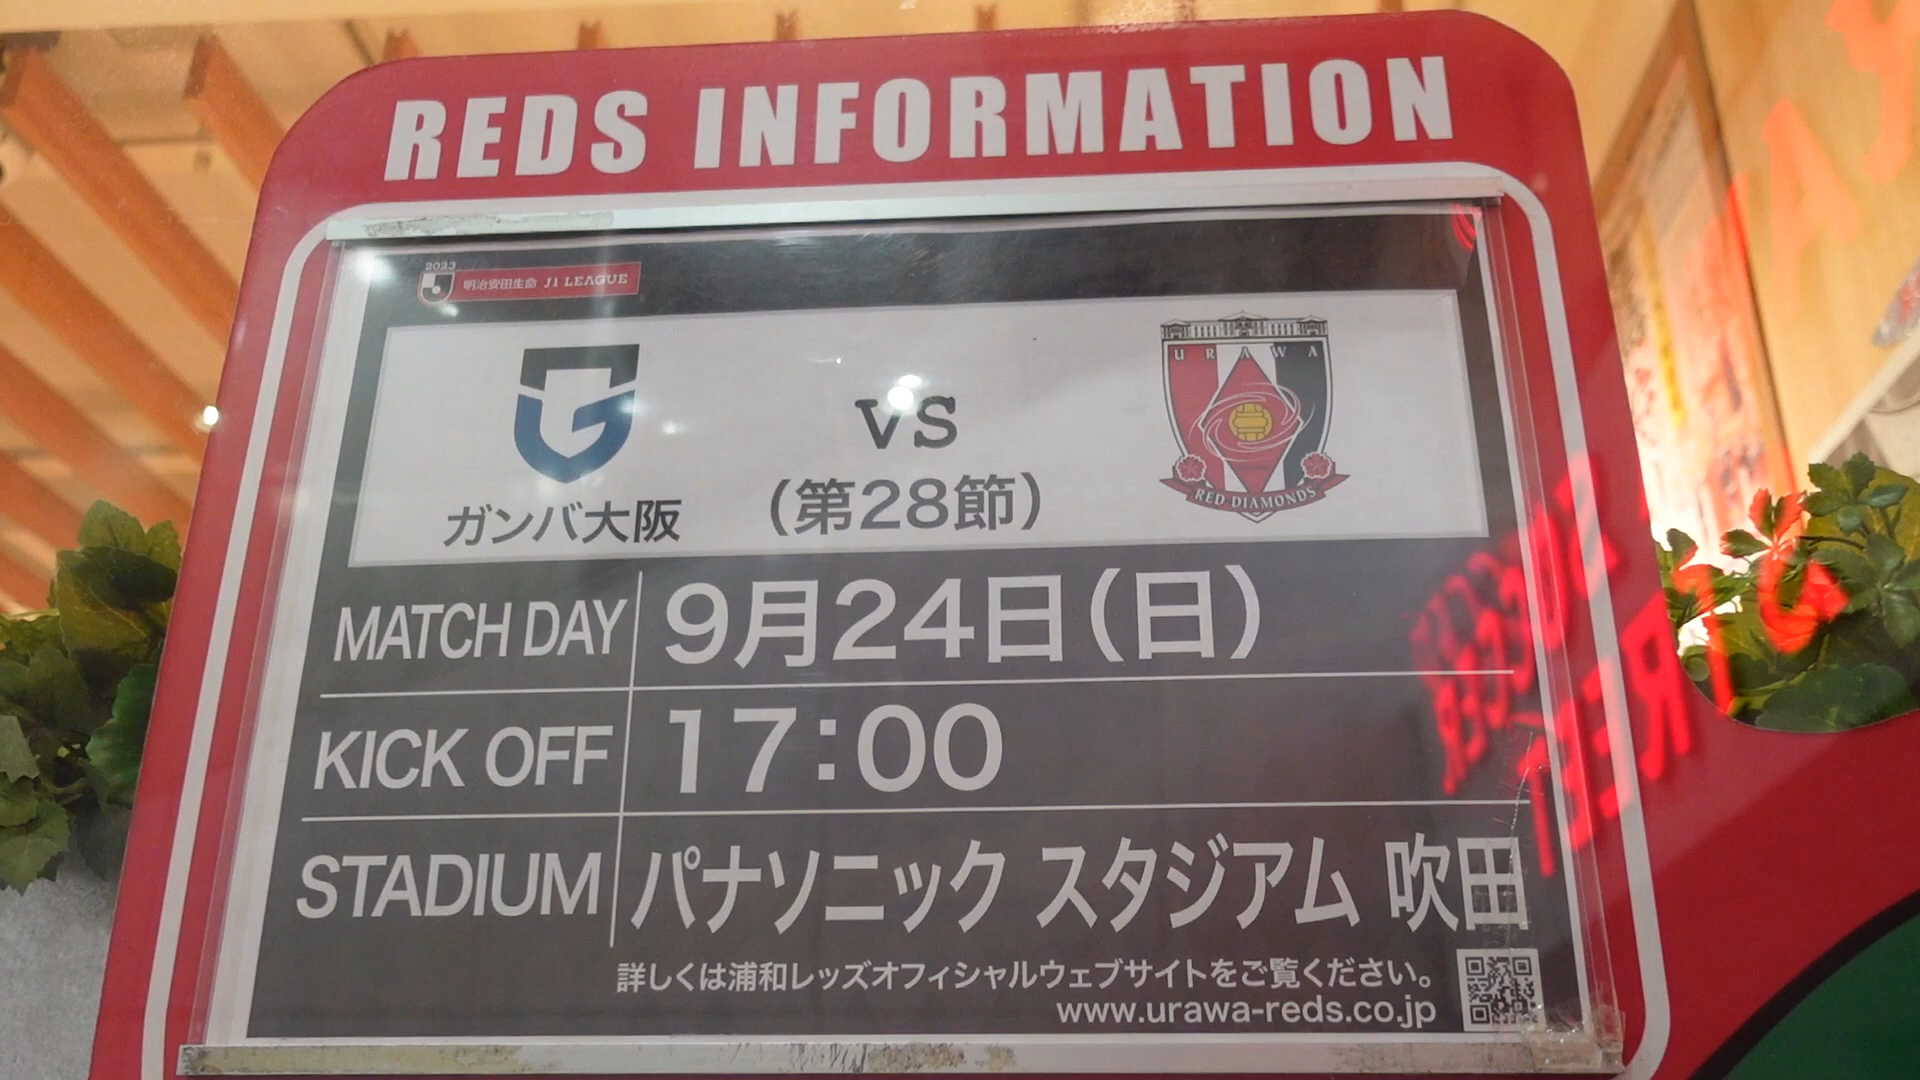 REDS INFORMATION
2023
明治安田生命 J1 LEAGUE
URAWA
vs
RED DIAMONDS
ガンバ大阪
(第28節)
MATCH DAY 9月24日(日)
KICK OFF 17:00
STADIUM パナソニック スタジアム 吹田
詳しくは浦和レッズオフィシャルウェブサイトをご覧ください。
www.urawa-reds.co.jp